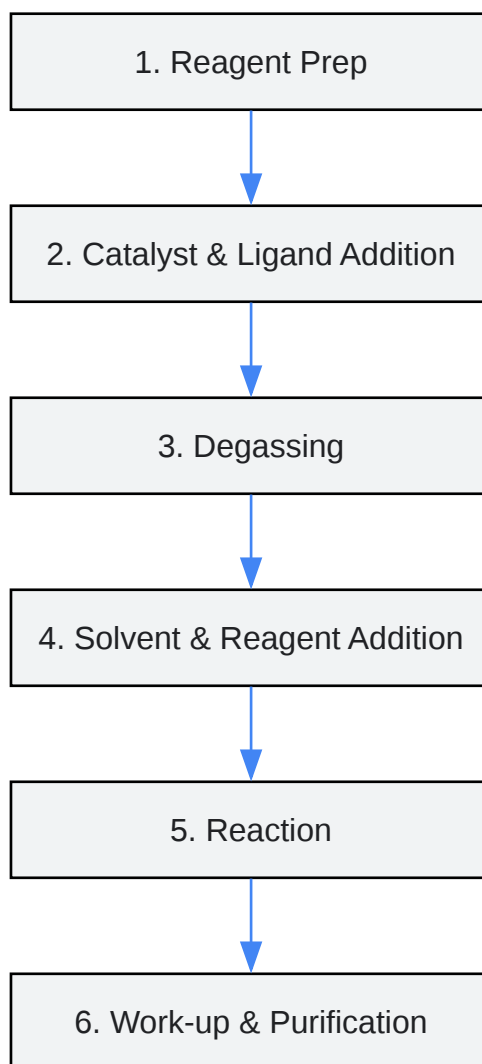 1. Reagent Prep
2. Catalyst & Ligand Addition
3. Degassing
4. Solvent & Reagent Addition
5. Reaction
6. Work-up & Purification